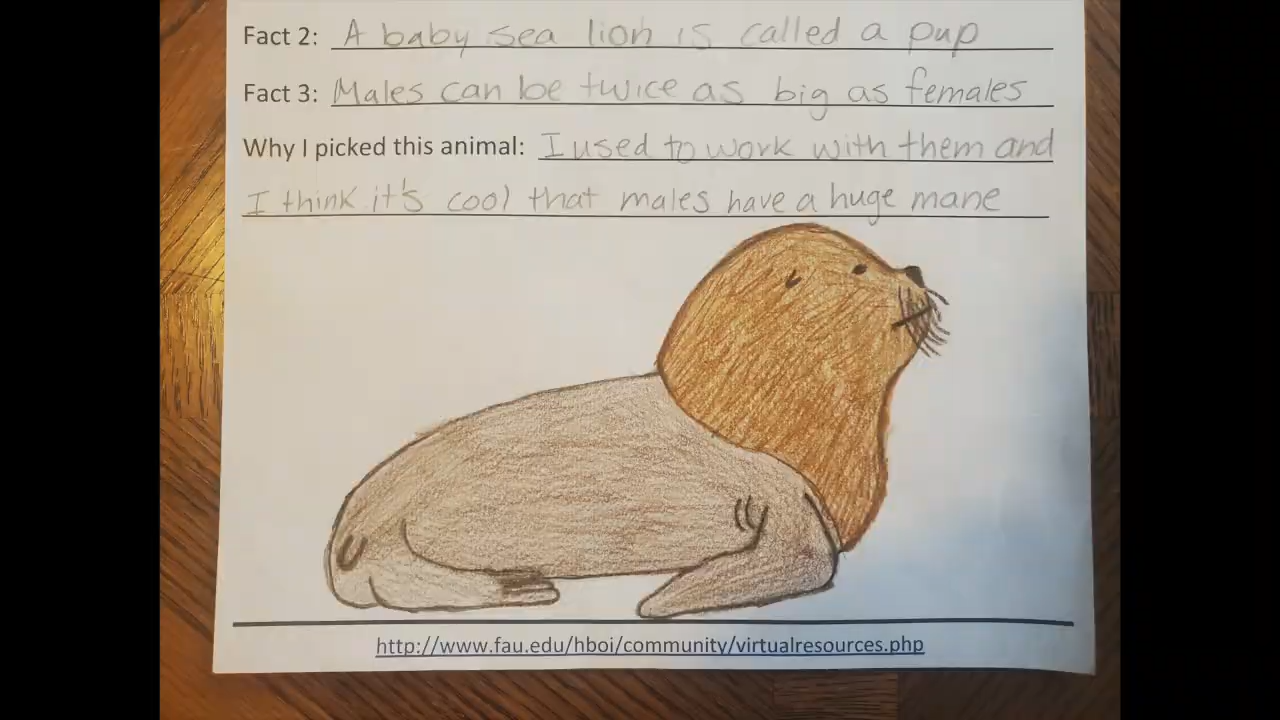 Fact 2: A baby sea lion is called a pup
Fact 3: Males can be twice as big as females
Why I picked this animal: I used to work with them and
I think it's cool that males have a huge mane
http://www.fau.edu/hboi/community/virtualresources.php